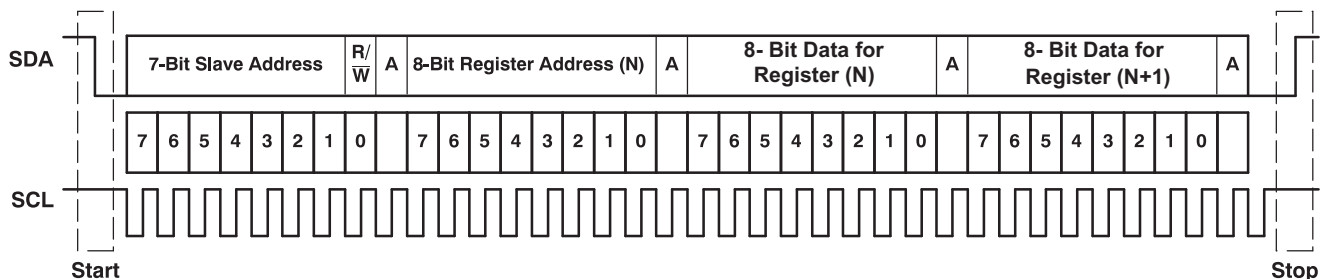 SDA
7-Bit Slave Address
R/
W
A
8-Bit Register Address (N)
A
8- Bit Data for
Register (N)
A
8- Bit Data for
Register (N+1)
A
7 6 5 4 3 2 1 0 7 6 5 4 3 2 1 0 7 6 5 4 3 2 1 0 7 6 5 4 3 2 1 0
SCL
Start
Stop